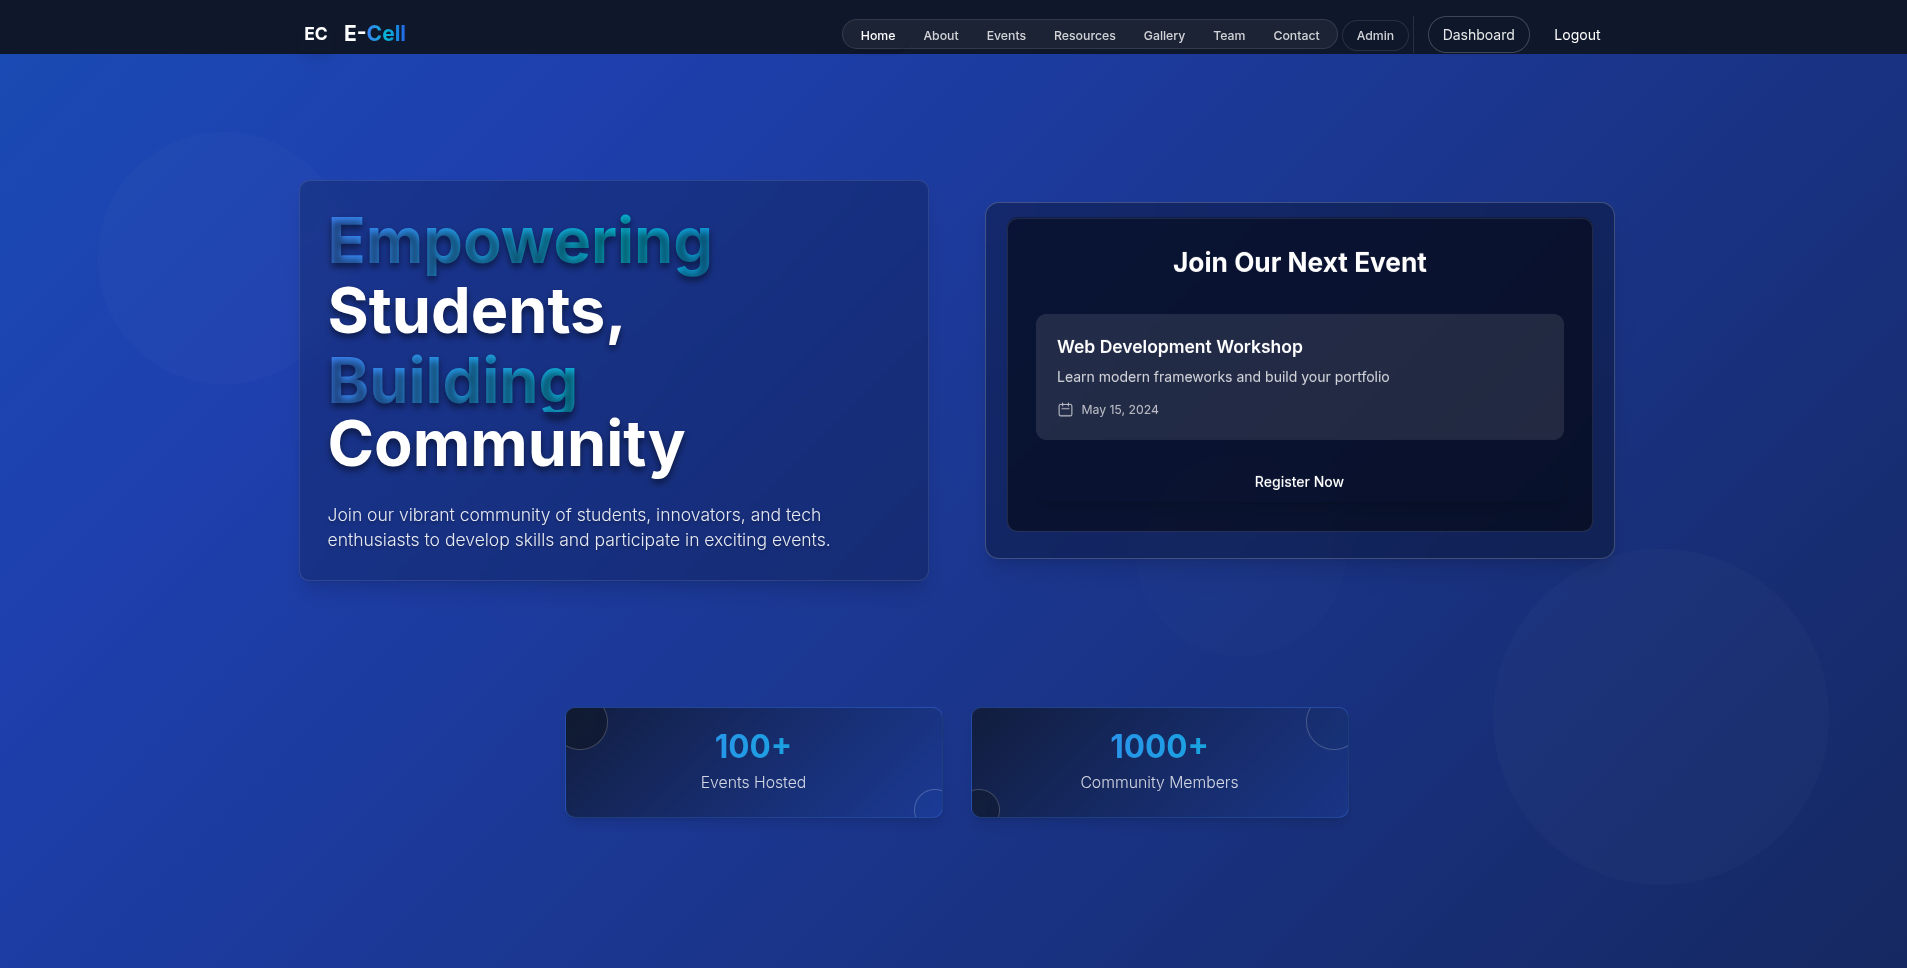 EC E-Cell Home About Events Resources Gallery Team Contact Admin Dashboard Logout
Empowering
Students,
Building
Community
Join our vibrant community of students, innovators, and tech
enthusiasts to develop skills and participate in exciting events.
Join Our Next Event
Web Development Workshop
Learn modern frameworks and build your portfolio
May 15, 2024
Register Now
100+
Events Hosted
1000+
Community Members